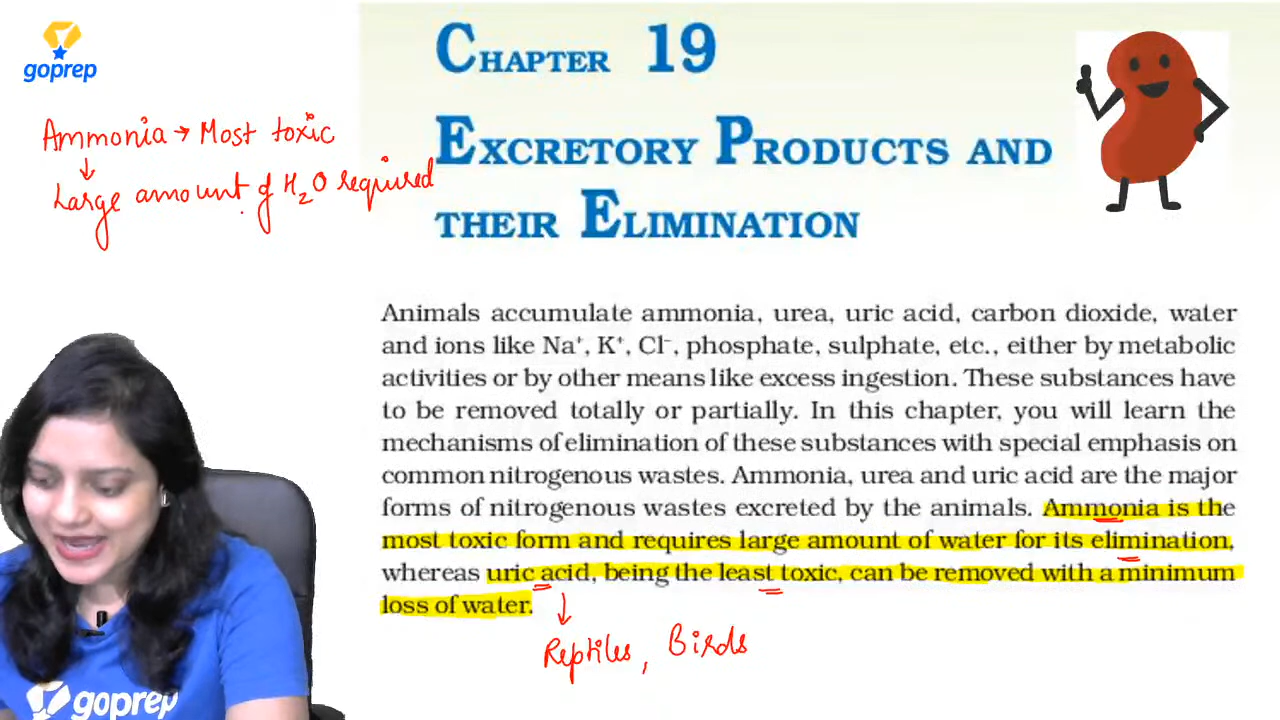 goprep
Ammonia → Most toxic
↓
Large amount of H₂O required
CHAPTER 19
EXCRETORY PRODUCTS AND
THEIR ELIMINATION
Animals accumulate ammonia, urea, uric acid, carbon dioxide, water
and ions like Na⁺, K⁺, Cl⁻, phosphate, sulphate, etc., either by metabolic
activities or by other means like excess ingestion. These substances have
to be removed totally or partially. In this chapter, you will learn the
mechanisms of elimination of these substances with special emphasis on
common nitrogenous wastes. Ammonia, urea and uric acid are the major
forms of nitrogenous wastes excreted by the animals. Ammonia is the
most toxic form and requires large amount of water for its elimination,
whereas uric acid, being the least toxic, can be removed with a minimum
loss of water.
↓
Reptiles, Birds
goprep